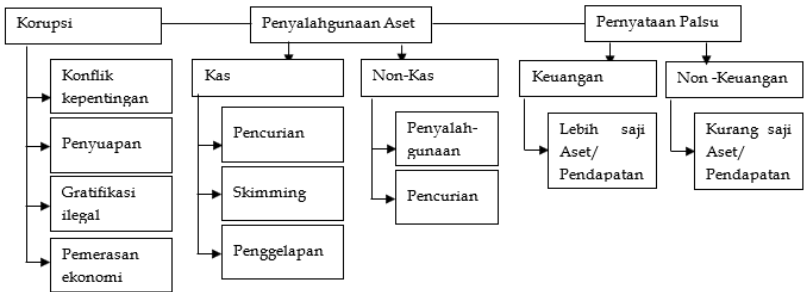 Korupsi
Penyalahgunaan Aset
Pernyataan Palsu
Konflik
kepentingan
Penyuapan
Gratifikasi
ilegal
Pemerasan
ekonomi
Kas
Pencurian
Skimming
Penggelapan
Non-Kas
Penyalah-
gunaan
Pencurian
Keuangan
Lebih saji
Aset/
Pendapatan
Non -Keuangan
Kurang saji
Aset/
Pendapatan